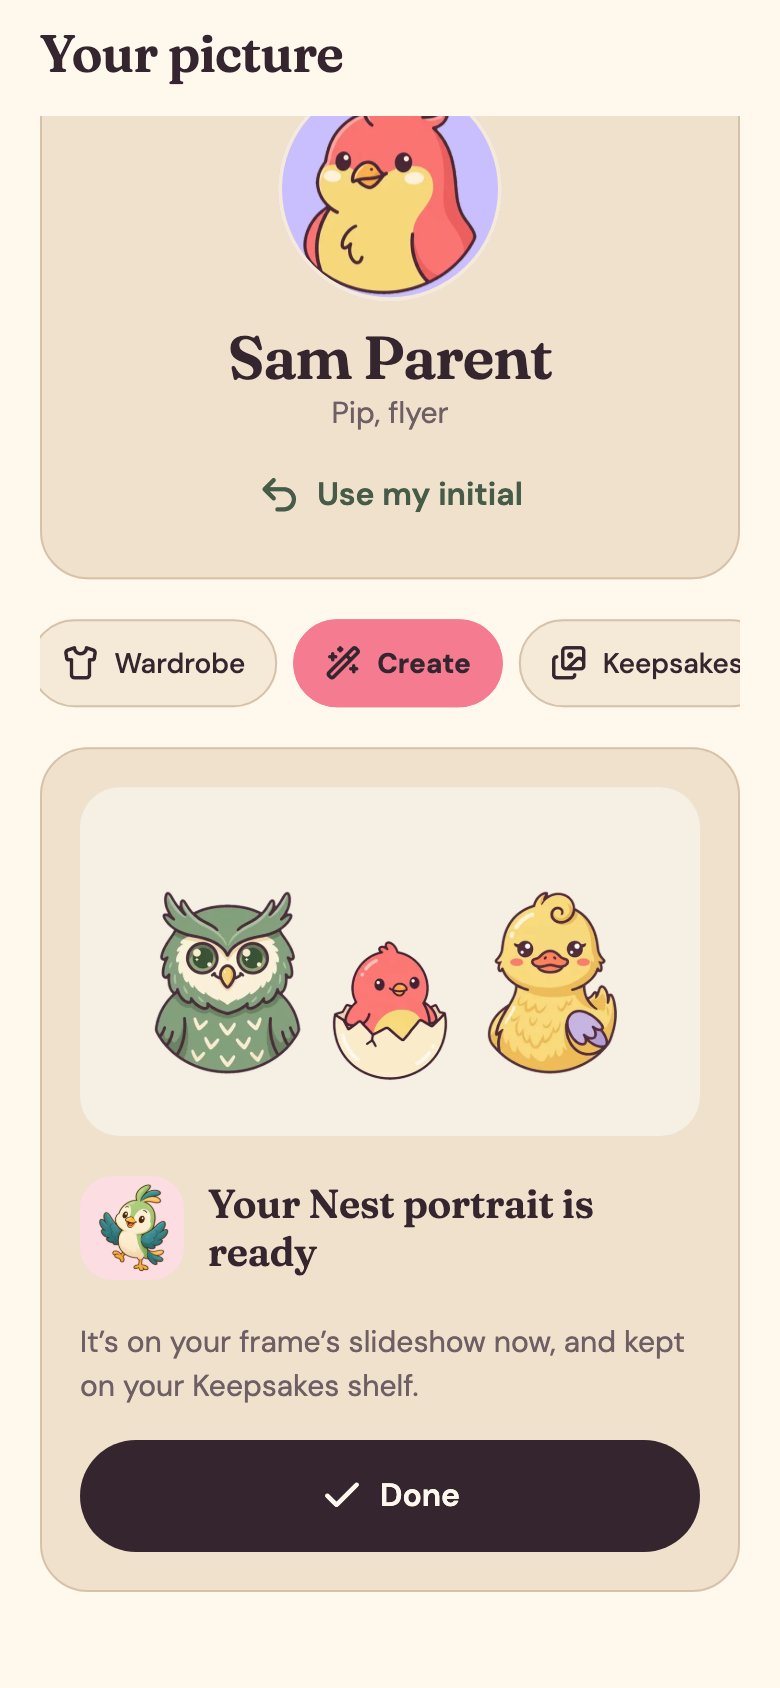 Your picture
Sam Parent
Pip, flyer
Use my initial
Wardrobe
Create
Keepsakes
Your Nest portrait is
ready
It’s on your frame’s slideshow now, and kept
on your Keepsakes shelf.
Done